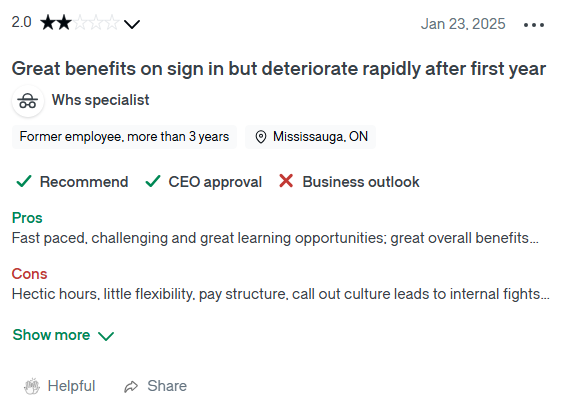 2.0 Jan 23, 2025
Great benefits on sign in but deteriorate rapidly after first year
Whs specialist
Former employee, more than 3 years Mississauga, ON
Recommend CEO approval Business outlook
Pros
Fast paced, challenging and great learning opportunities; great overall benefits...
Cons
Hectic hours, little flexibility, pay structure, call out culture leads to internal fights...
Show more
Helpful Share